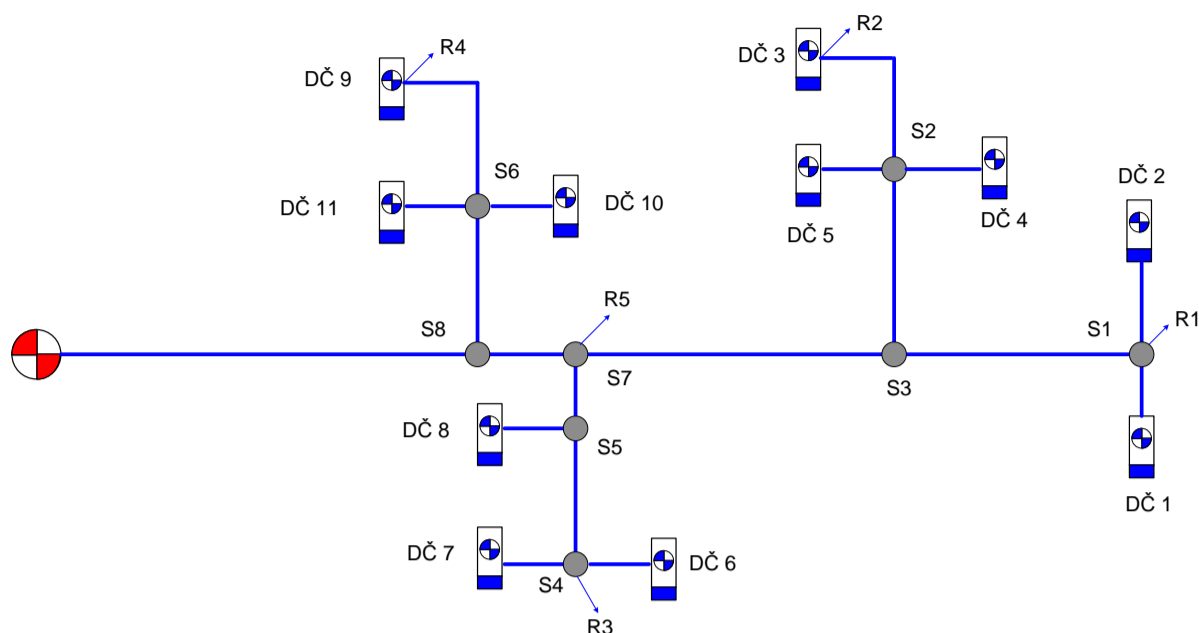 R4
DČ 9
S6
DČ 11
DČ 10
R2
DČ 3
S2
DČ 2
DČ 5
DČ 4
S8
R5
S7
S3
S1
R1
DČ 8
S5
DČ 1
DČ 7
S4
DČ 6
R3